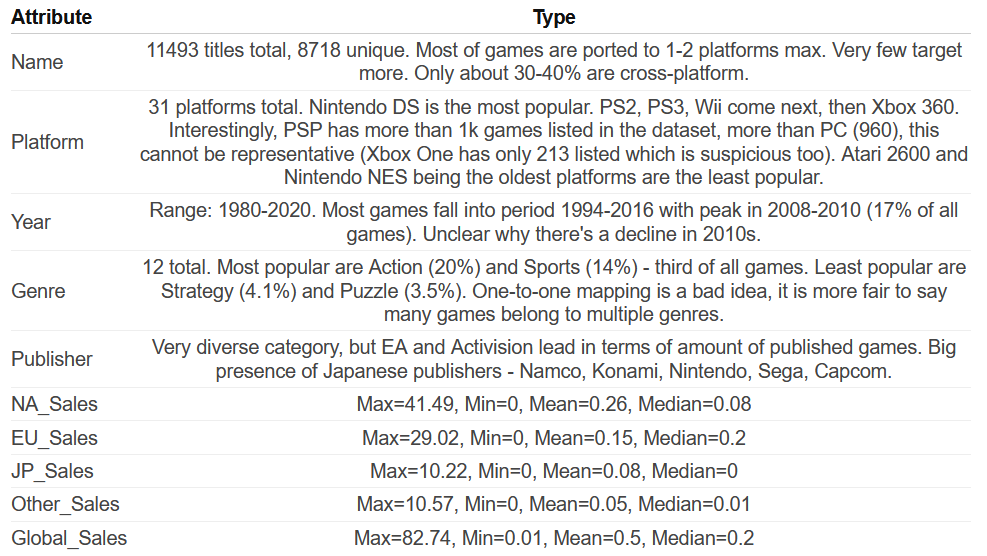 Attribute Type
Name 11493 titles total, 8718 unique. Most of games are ported to 1-2 platforms max. Very few target
more. Only about 30-40% are cross-platform.
Platform 31 platforms total. Nintendo DS is the most popular. PS2, PS3, Wii come next, then Xbox 360.
Interestingly, PSP has more than 1k games listed in the dataset, more than PC (960), this
cannot be representative (Xbox One has only 213 listed which is suspicious too). Atari 2600 and
Nintendo NES being the oldest platforms are the least popular.
Year Range: 1980-2020. Most games fall into period 1994-2016 with peak in 2008-2010 (17% of all
games). Unclear why there's a decline in 2010s.
Genre 12 total. Most popular are Action (20%) and Sports (14%) - third of all games. Least popular are
Strategy (4.1%) and Puzzle (3.5%). One-to-one mapping is a bad idea, it is more fair to say
many games belong to multiple genres.
Publisher Very diverse category, but EA and Activision lead in terms of amount of published games. Big
presence of Japanese publishers - Namco, Konami, Nintendo, Sega, Capcom.
NA_Sales Max=41.49, Min=0, Mean=0.26, Median=0.08
EU_Sales Max=29.02, Min=0, Mean=0.15, Median=0.2
JP_Sales Max=10.22, Min=0, Mean=0.08, Median=0
Other_Sales Max=10.57, Min=0, Mean=0.05, Median=0.01
Global_Sales Max=82.74, Min=0.01, Mean=0.5, Median=0.2